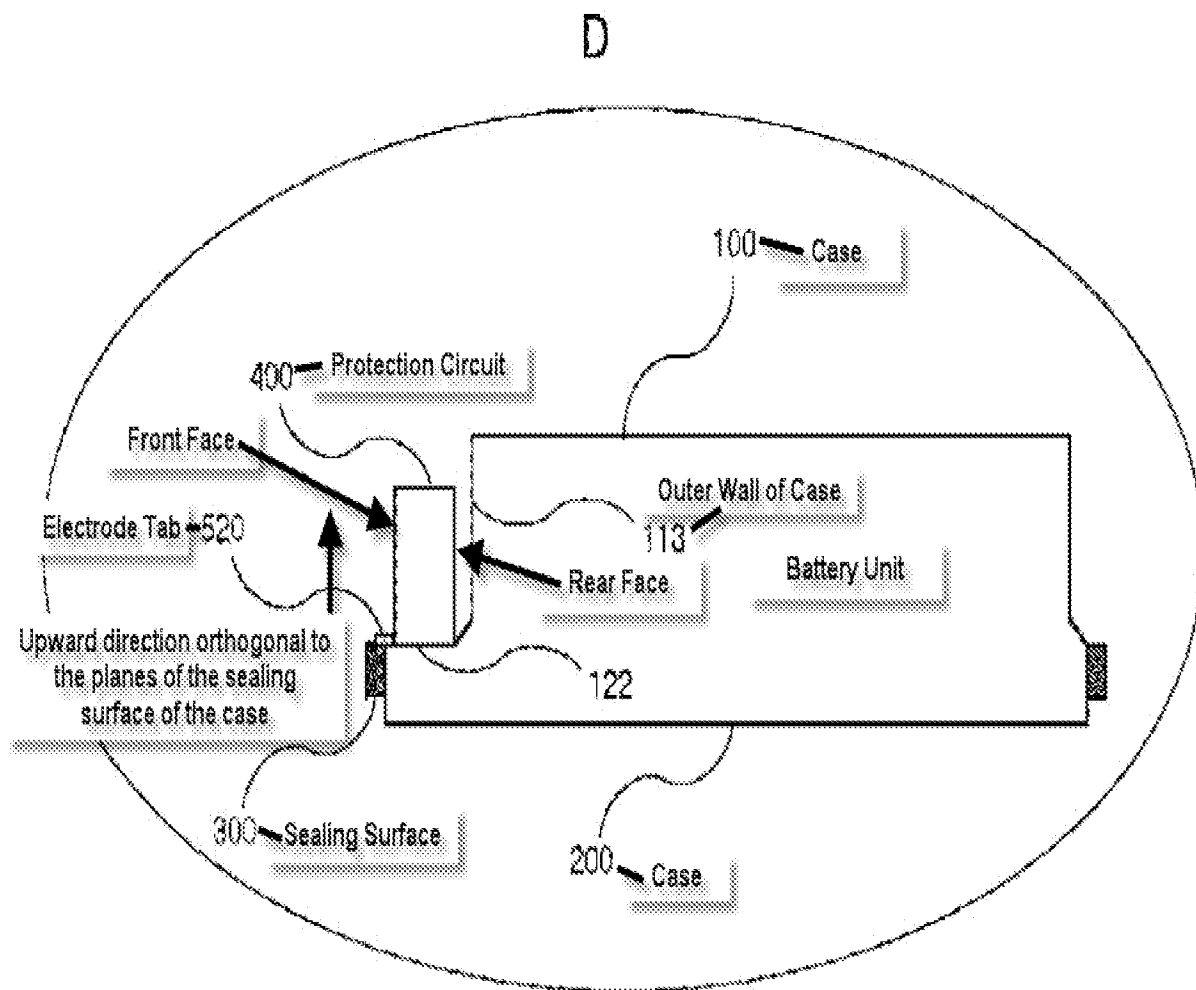 D
100 Case
400 Protection Circuit
Front Face
Outer Wall of Case
Electrode Tab 520
113
Rear Face
Battery Unit
Upward direction orthogonal to
the planes of the sealing
surface of the case
122
300 Sealing Surface
200 Case